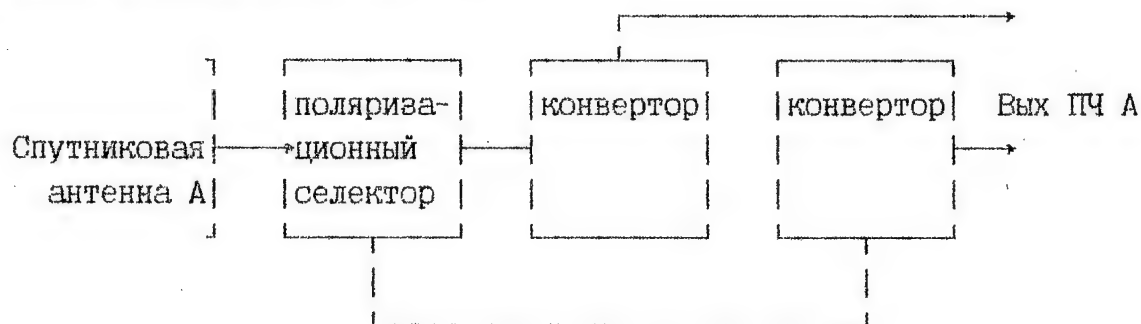 поляриза-
конвертор
конвертор
Вых ПЧ А
Спутниковая
ционный
антенна А
селектор